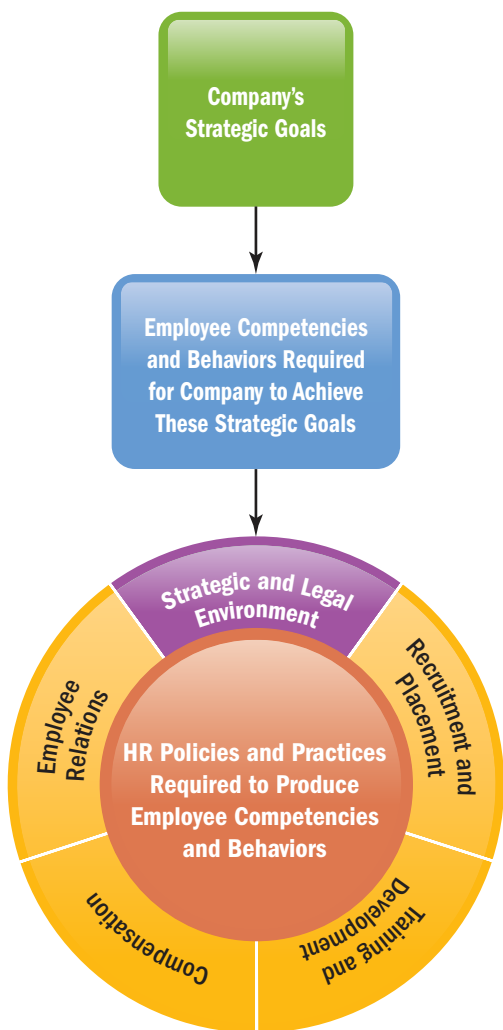 Company’s
Strategic Goals
Employee Competencies
and Behaviors Required
for Company to Achieve
These Strategic Goals
Strategic and Legal
Environment
Recruitment and
Placement
Training and
Development
Compensation
Employee
Relations
HR Policies and Practices
Required to Produce
Employee Competencies
and Behaviors